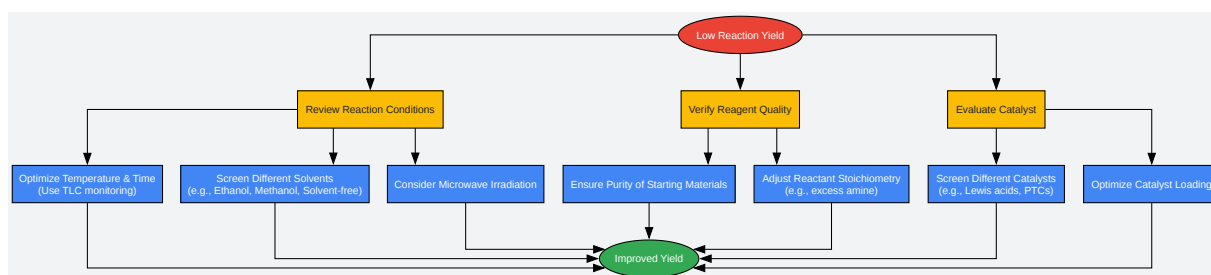 Low Reaction Yield
Review Reaction Conditions
Verify Reagent Quality
Evaluate Catalyst
Optimize Temperature & Time
(Use TLC monitoring)
Screen Different Solvents
(e.g., Ethanol, Methanol, Solvent-free)
Consider Microwave Irradiation
Ensure Purity of Starting Materials
Adjust Reactant Stoichiometry
(e.g., excess amine)
Screen Different Catalysts
(e.g., Lewis acids, PTCs)
Optimize Catalyst Loading
Improved Yield